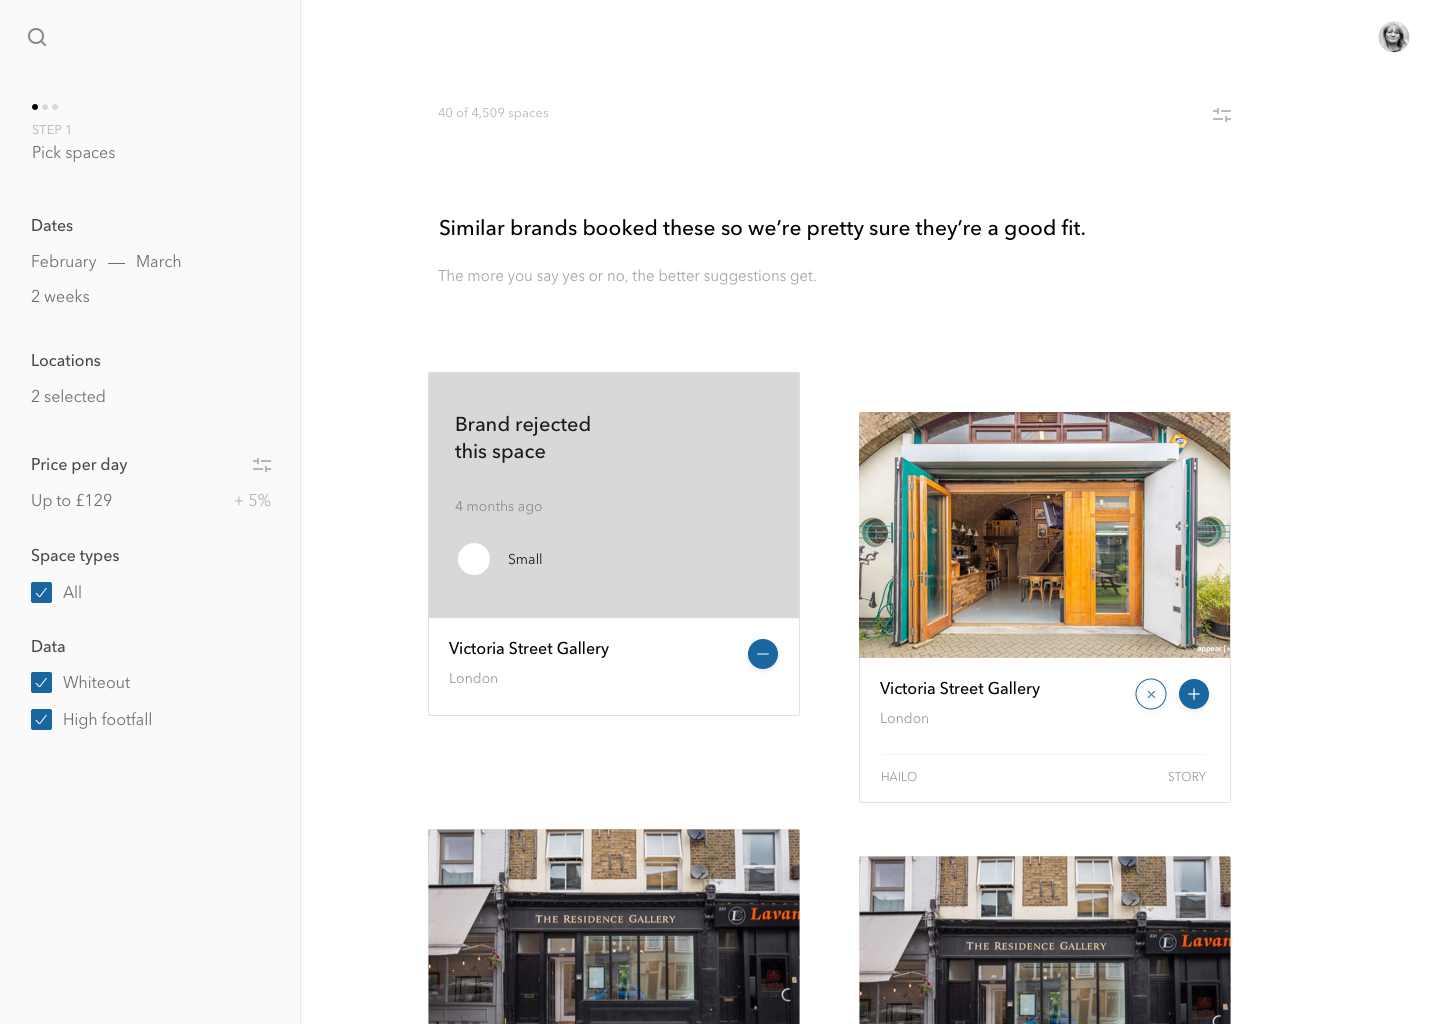 STEP 1
Pick spaces
Dates
February — March
2 weeks
Locations
2 selected
Price per day
Up to £129 + 5%
Space types
All
Data
Whiteout
High footfall
40 of 4,509 spaces
Similar brands booked these so we’re pretty sure they’re a good fit.
The more you say yes or no, the better suggestions get.
Brand rejected
this space
4 months ago
Small
Victoria Street Gallery
London
appear [
Victoria Street Gallery
London
HAILO STORY
THE RESIDENCE GALLERY
Lavan
THE RESIDENCE GALLERY
Lavan